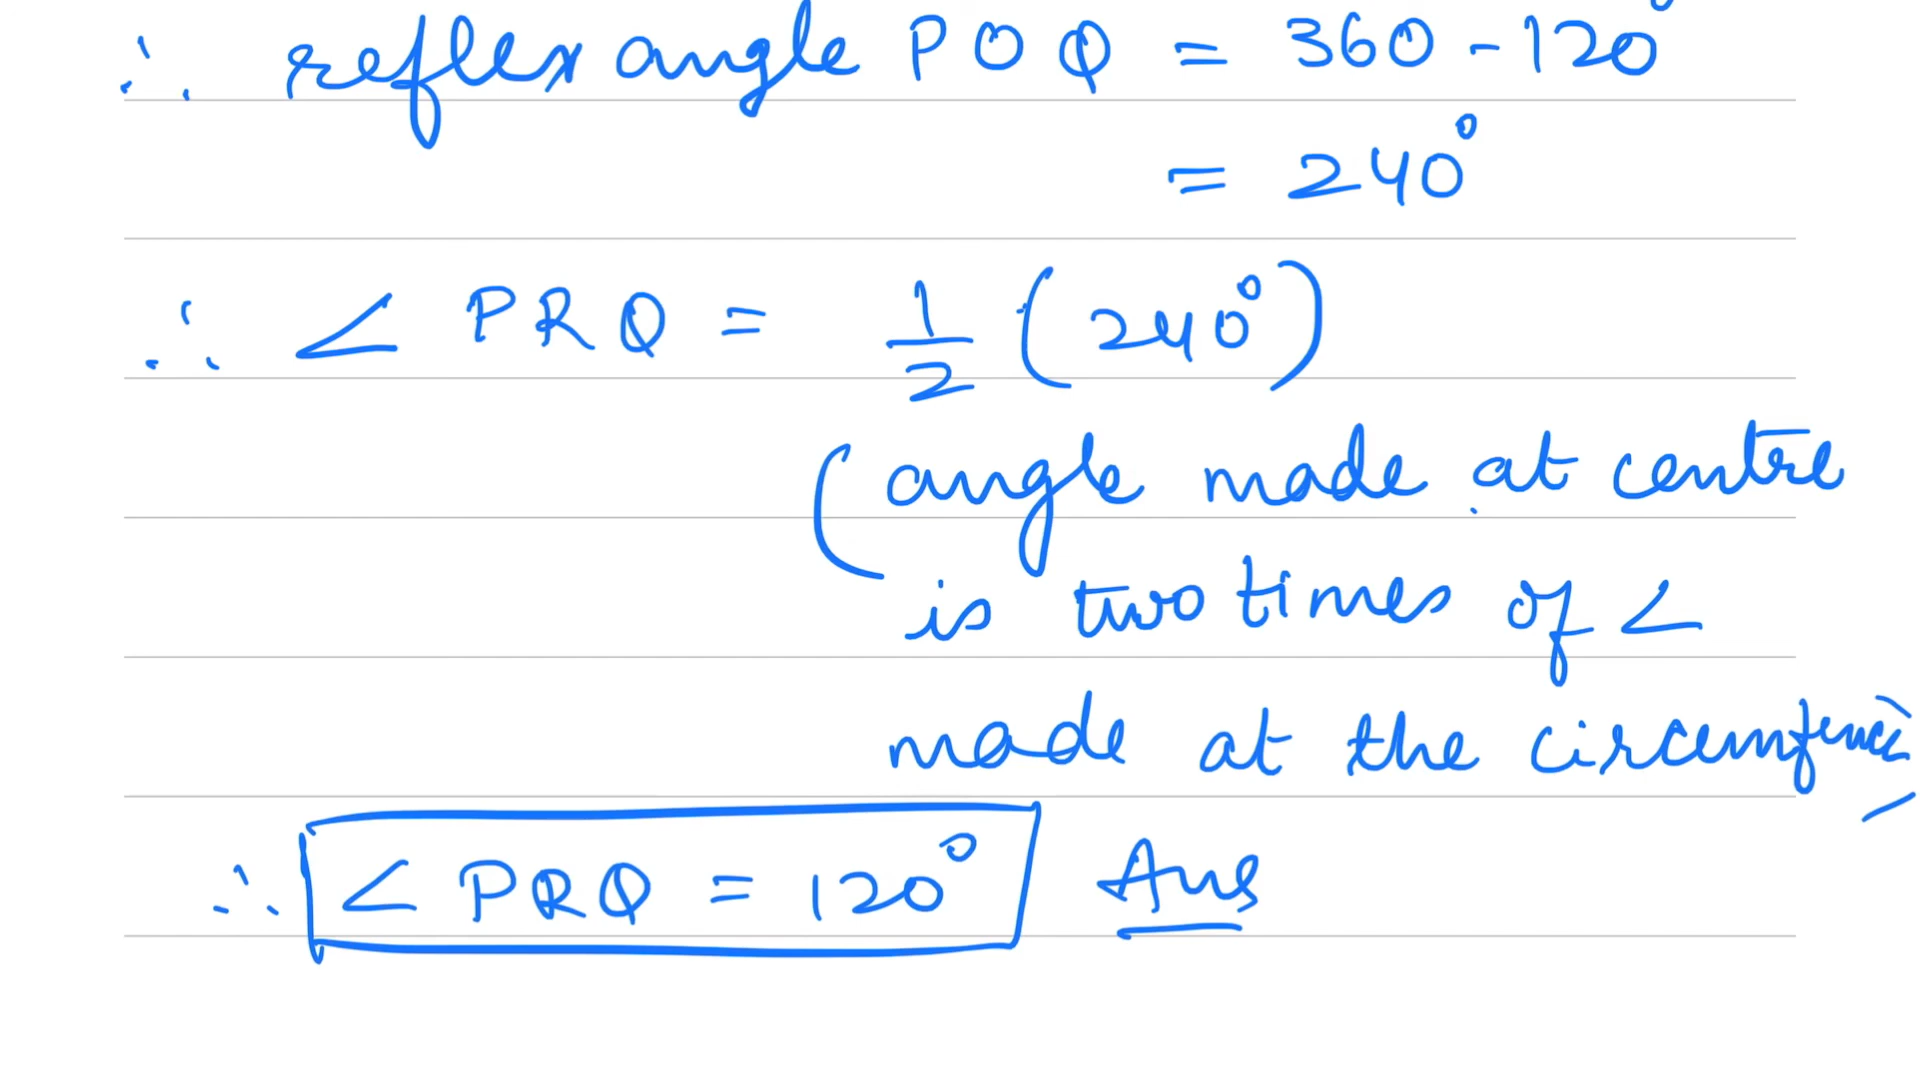 ∴ reflex angle POQ = 360 - 120°
= 240°
∴ ∠ PRQ = 1/2 (240°)
(angle made at centre
is two times of ∠
made at the circumfence)
∴ ∠ PRQ = 120° Ans